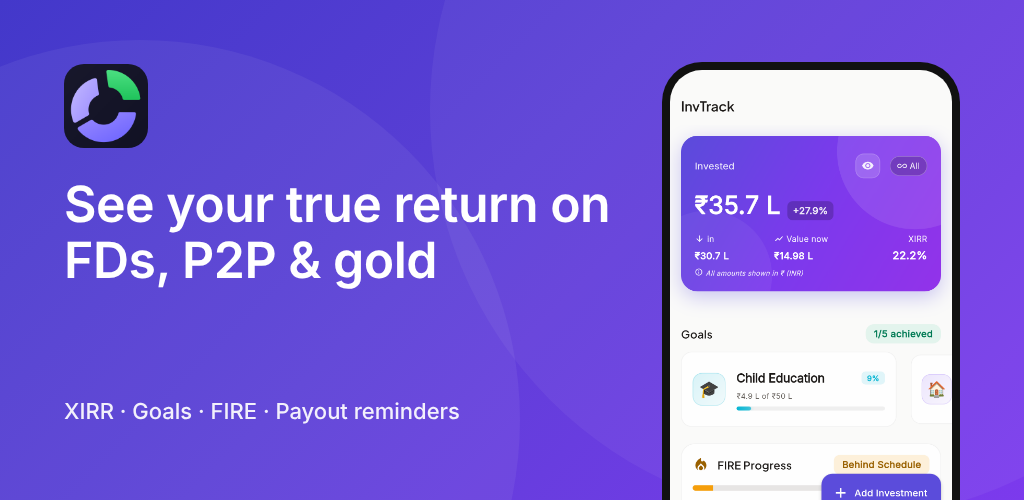 See your true return on
FDs, P2P & gold
XIRR · Goals · FIRE · Payout reminders
InvTrack
Invested
All
₹35.7 L +27.9%
In Value now XIRR
₹30.7 L ₹14.98 L 22.2%
All amounts shown in ₹ (INR)
Goals 1/5 achieved
Child Education 9%
₹4.9 L of ₹50 L
FIRE Progress Behind Schedule
+ Add Investment